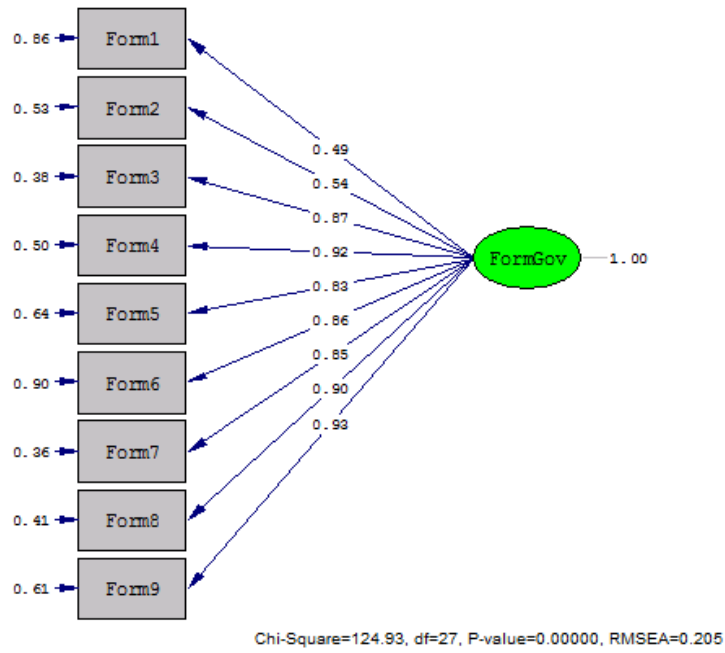 0.86 Form1
0.49
0.53 Form2
0.54
0.38 Form3
0.87
0.50 Form4
0.92
FormGov 1.00
0.83
0.64 Form5
0.86
0.85
0.90 Form6
0.90
0.93
0.36 Form7
0.41 Form8
0.61 Form9
Chi-Square=124.93, df=27, P-value=0.00000, RMSEA=0.205